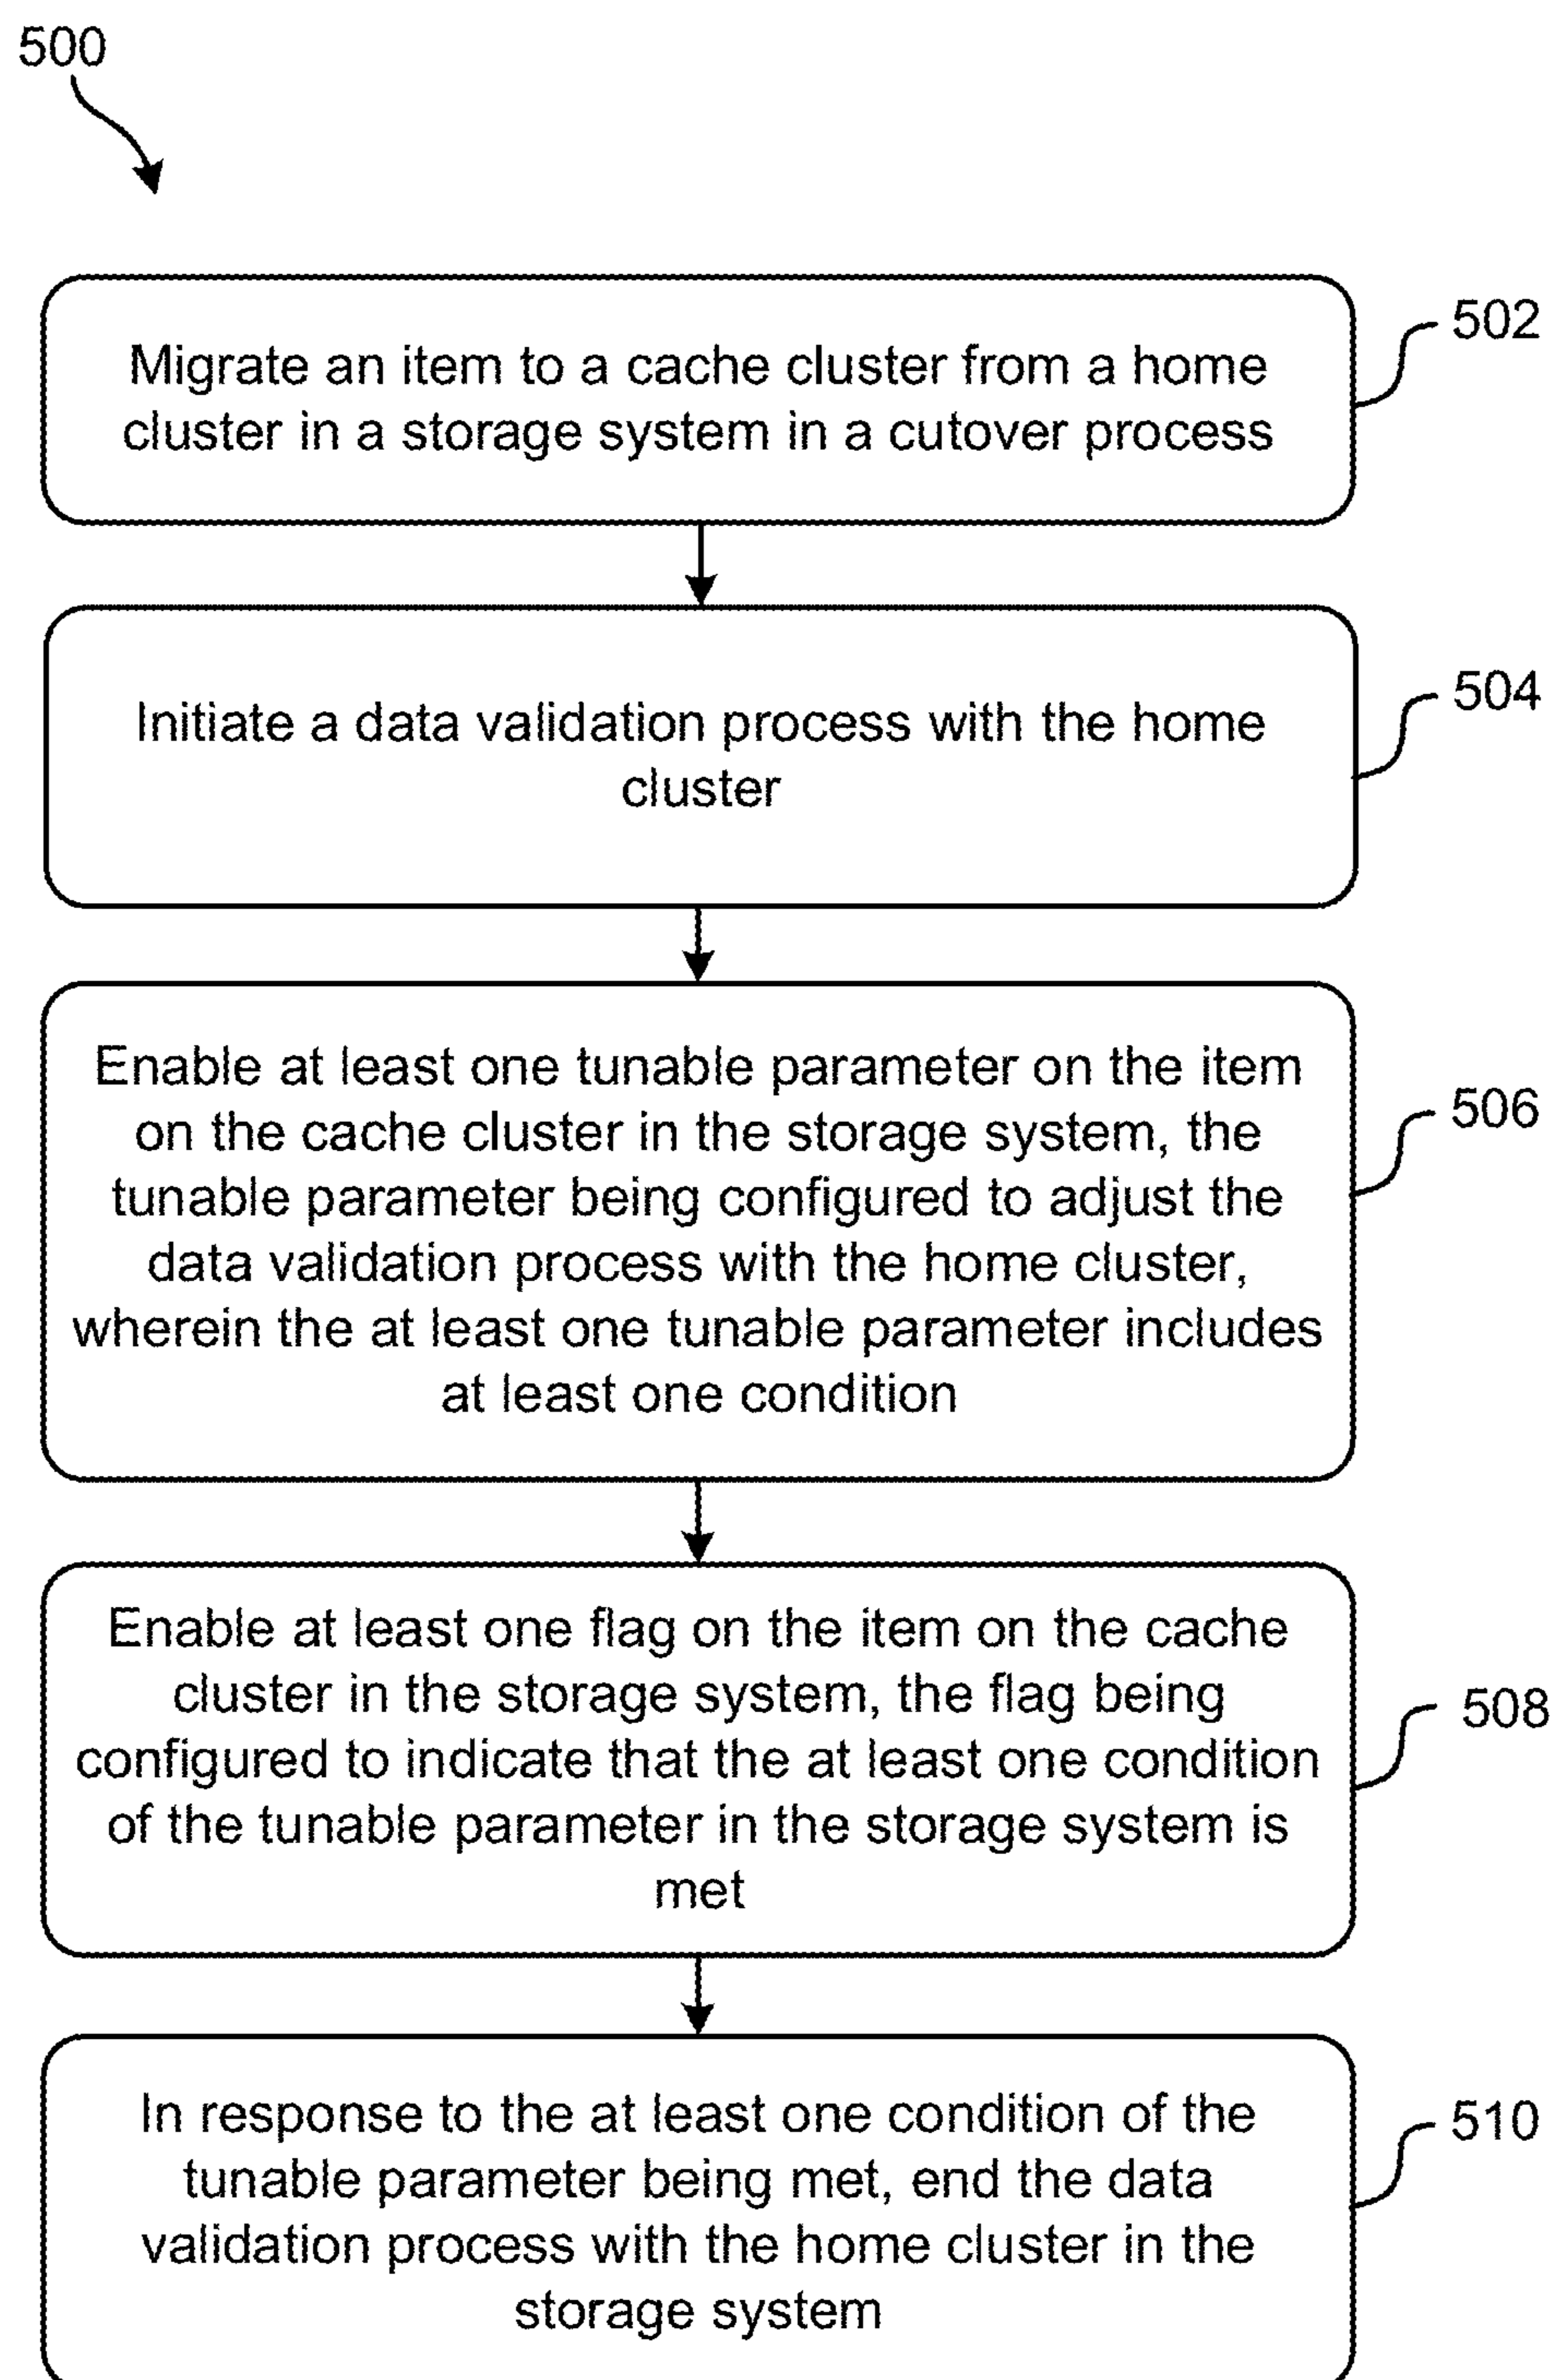 500
Migrate an item to a cache cluster from a home
cluster in a storage system in a cutover process
502
Initiate a data validation process with the home
cluster
504
Enable at least one tunable parameter on the item
on the cache cluster in the storage system, the
tunable parameter being configured to adjust the
data validation process with the home cluster,
wherein the at least one tunable parameter includes
at least one condition
506
Enable at least one flag on the item on the cache
cluster in the storage system, the flag being
configured to indicate that the at least one condition
of the tunable parameter in the storage system is
met
508
In response to the at least one condition of the
tunable parameter being met, end the data
validation process with the home cluster in the
storage system
510